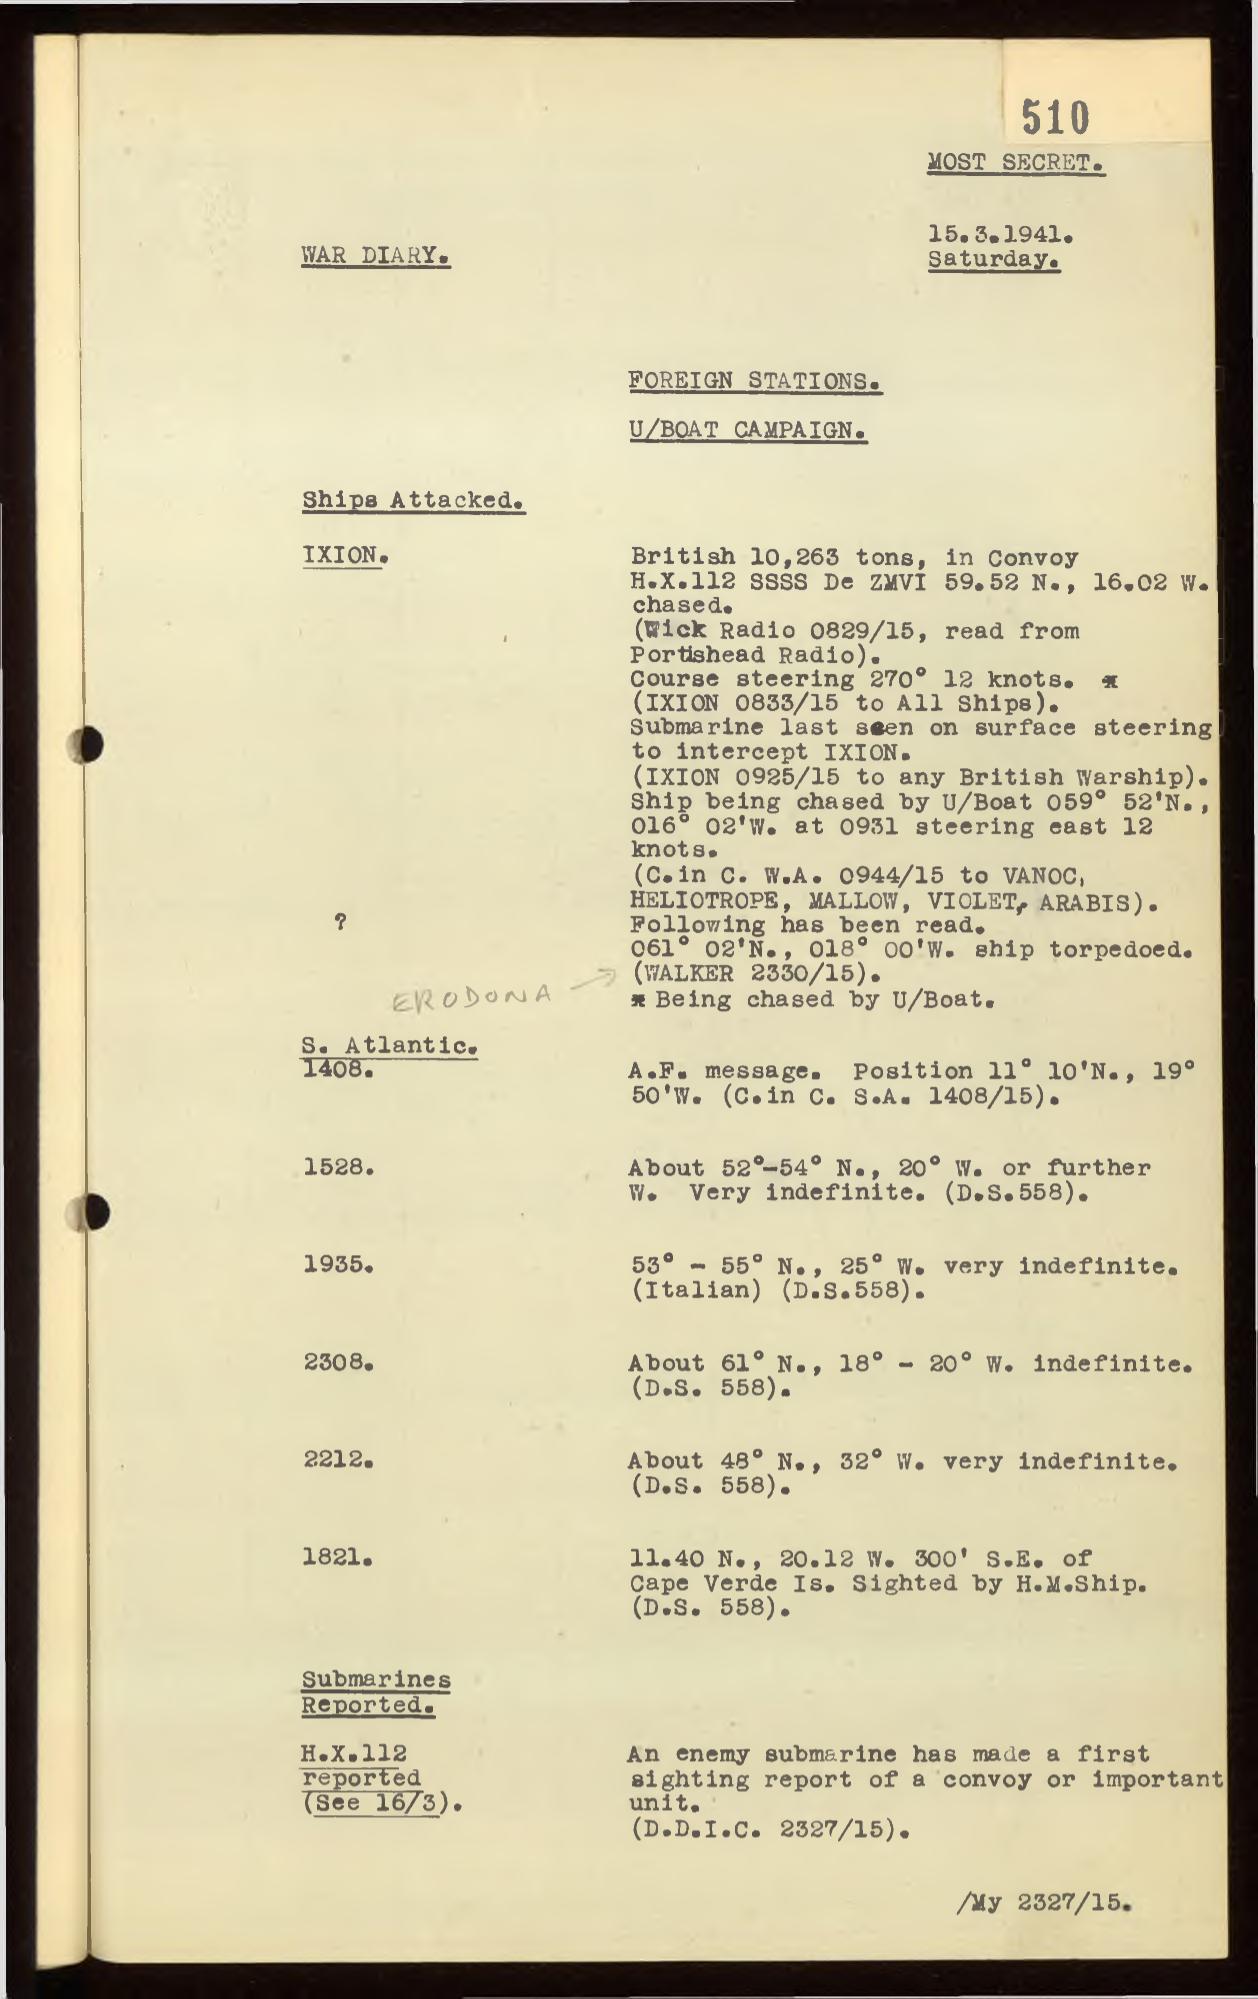 510
MOST SECRET.
15.3.1941.
WAR DIARY.
Saturday.
FOREIGN STATIONS.
U/BOAT CAMPAIGN.
Ships Attacked.
IXION.
British 10,263 tons, in Convoy
H.X.112 SSSS De ZMVI 59.52 N., 16.02 W.
chased.
(Wick Radio 0829/15, read from
Portishead Radio).
Course steering 270° 12 knots. *
(IXION 0833/15 to All Ships).
Submarine last seen on surface steering
to intercept IXION.
(IXION 0925/15 to any British Warship).
Ship being chased by U/Boat 059° 52'N.,
016° 02'W. at 0931 steering east 12
knots.
(C.in C. W.A. 0944/15 to VANOC,
HELIOTROPE, MALLOW, VIOLET, ARABIS).
? Following has been read.
061° 02'N., 018° 00'W. ship torpedoed.
(WALKER 2330/15).
ERODONA →
* Being chased by U/Boat.
S. Atlantic.
1408. A.F. message. Position 11° 10'N., 19°
50'W. (C.in C. S.A. 1408/15).
1528. About 52°-54° N., 20° W. or further
W. Very indefinite. (D.S.558).
1935. 53° - 55° N., 25° W. very indefinite.
(Italian) (D.S.558).
2308. About 61° N., 18° - 20° W. indefinite.
(D.S. 558).
2212. About 48° N., 32° W. very indefinite.
(D.S. 558).
1821. 11.40 N., 20.12 W. 300' S.E. of
Cape Verde Is. Sighted by H.M.Ship.
(D.S. 558).
Submarines
Reported.
H.X.112
reported
(See 16/3).
An enemy submarine has made a first
sighting report of a convoy or important
unit.
(D.D.I.C. 2327/15).
/My 2327/15.